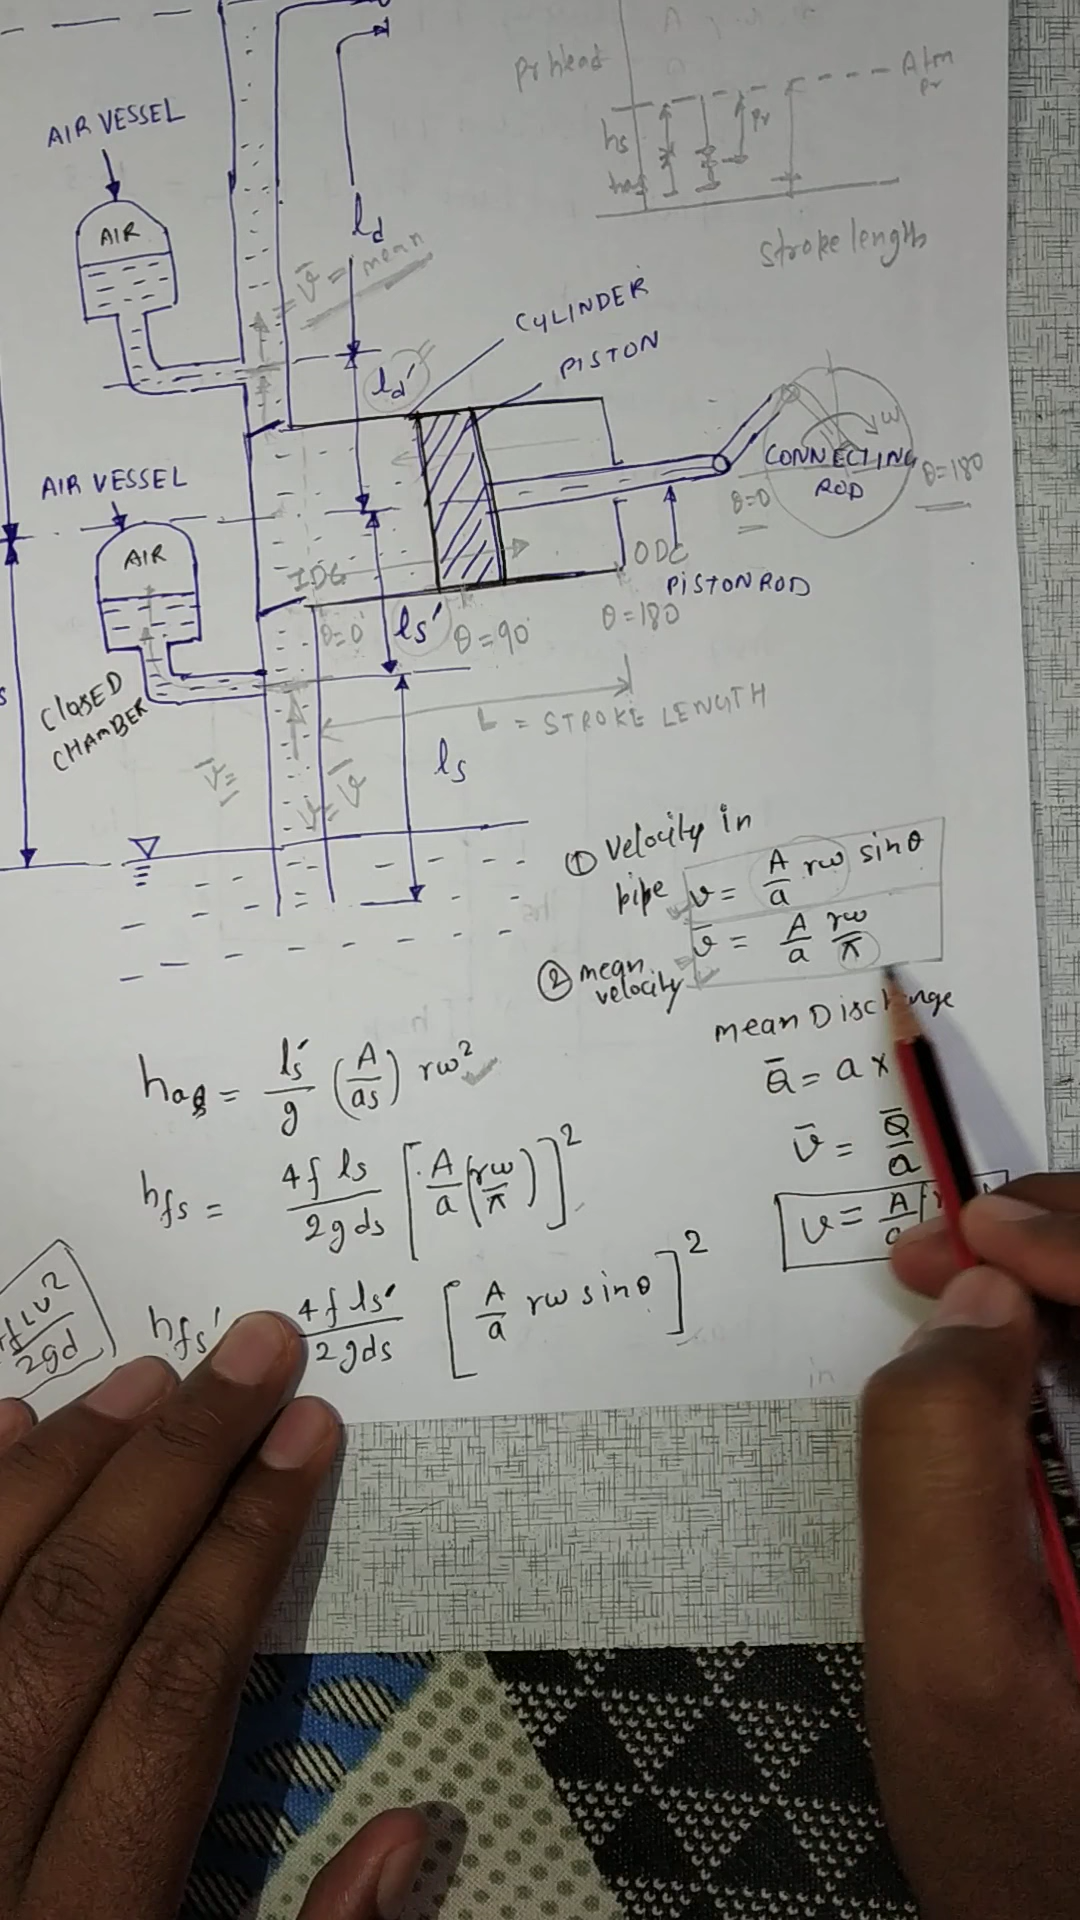 Pr head
Atm
Pr
hs
Pr
stroke length
AIR VESSEL
AIR
ld
v̄ = mean
CYLINDER
PISTON
ld'
ω
CONNECTING
ROD
θ=0
θ=180
AIR VESSEL
AIR
IDC
ODC
PISTON ROD
θ=0
ls'
θ=90
θ=180
CLOSED
CHAMBER
s
L = STROKE LENGTH
v̄ =
v = v̄
ls
① Velocity in
pipe v = A/a rω sinθ
② mean
velocity v̄ = A/a rω/π
mean Discharge
Q̄ = a ×
v̄ = Q̄/a
v = A/a
has = ls'/g (A/as) rω²
hfs = 4f ls/2g ds [A/a (rω/π)]²
hfs' 4f ls'/2gds [A/a rω sinθ]²
fLv²/2gd
in